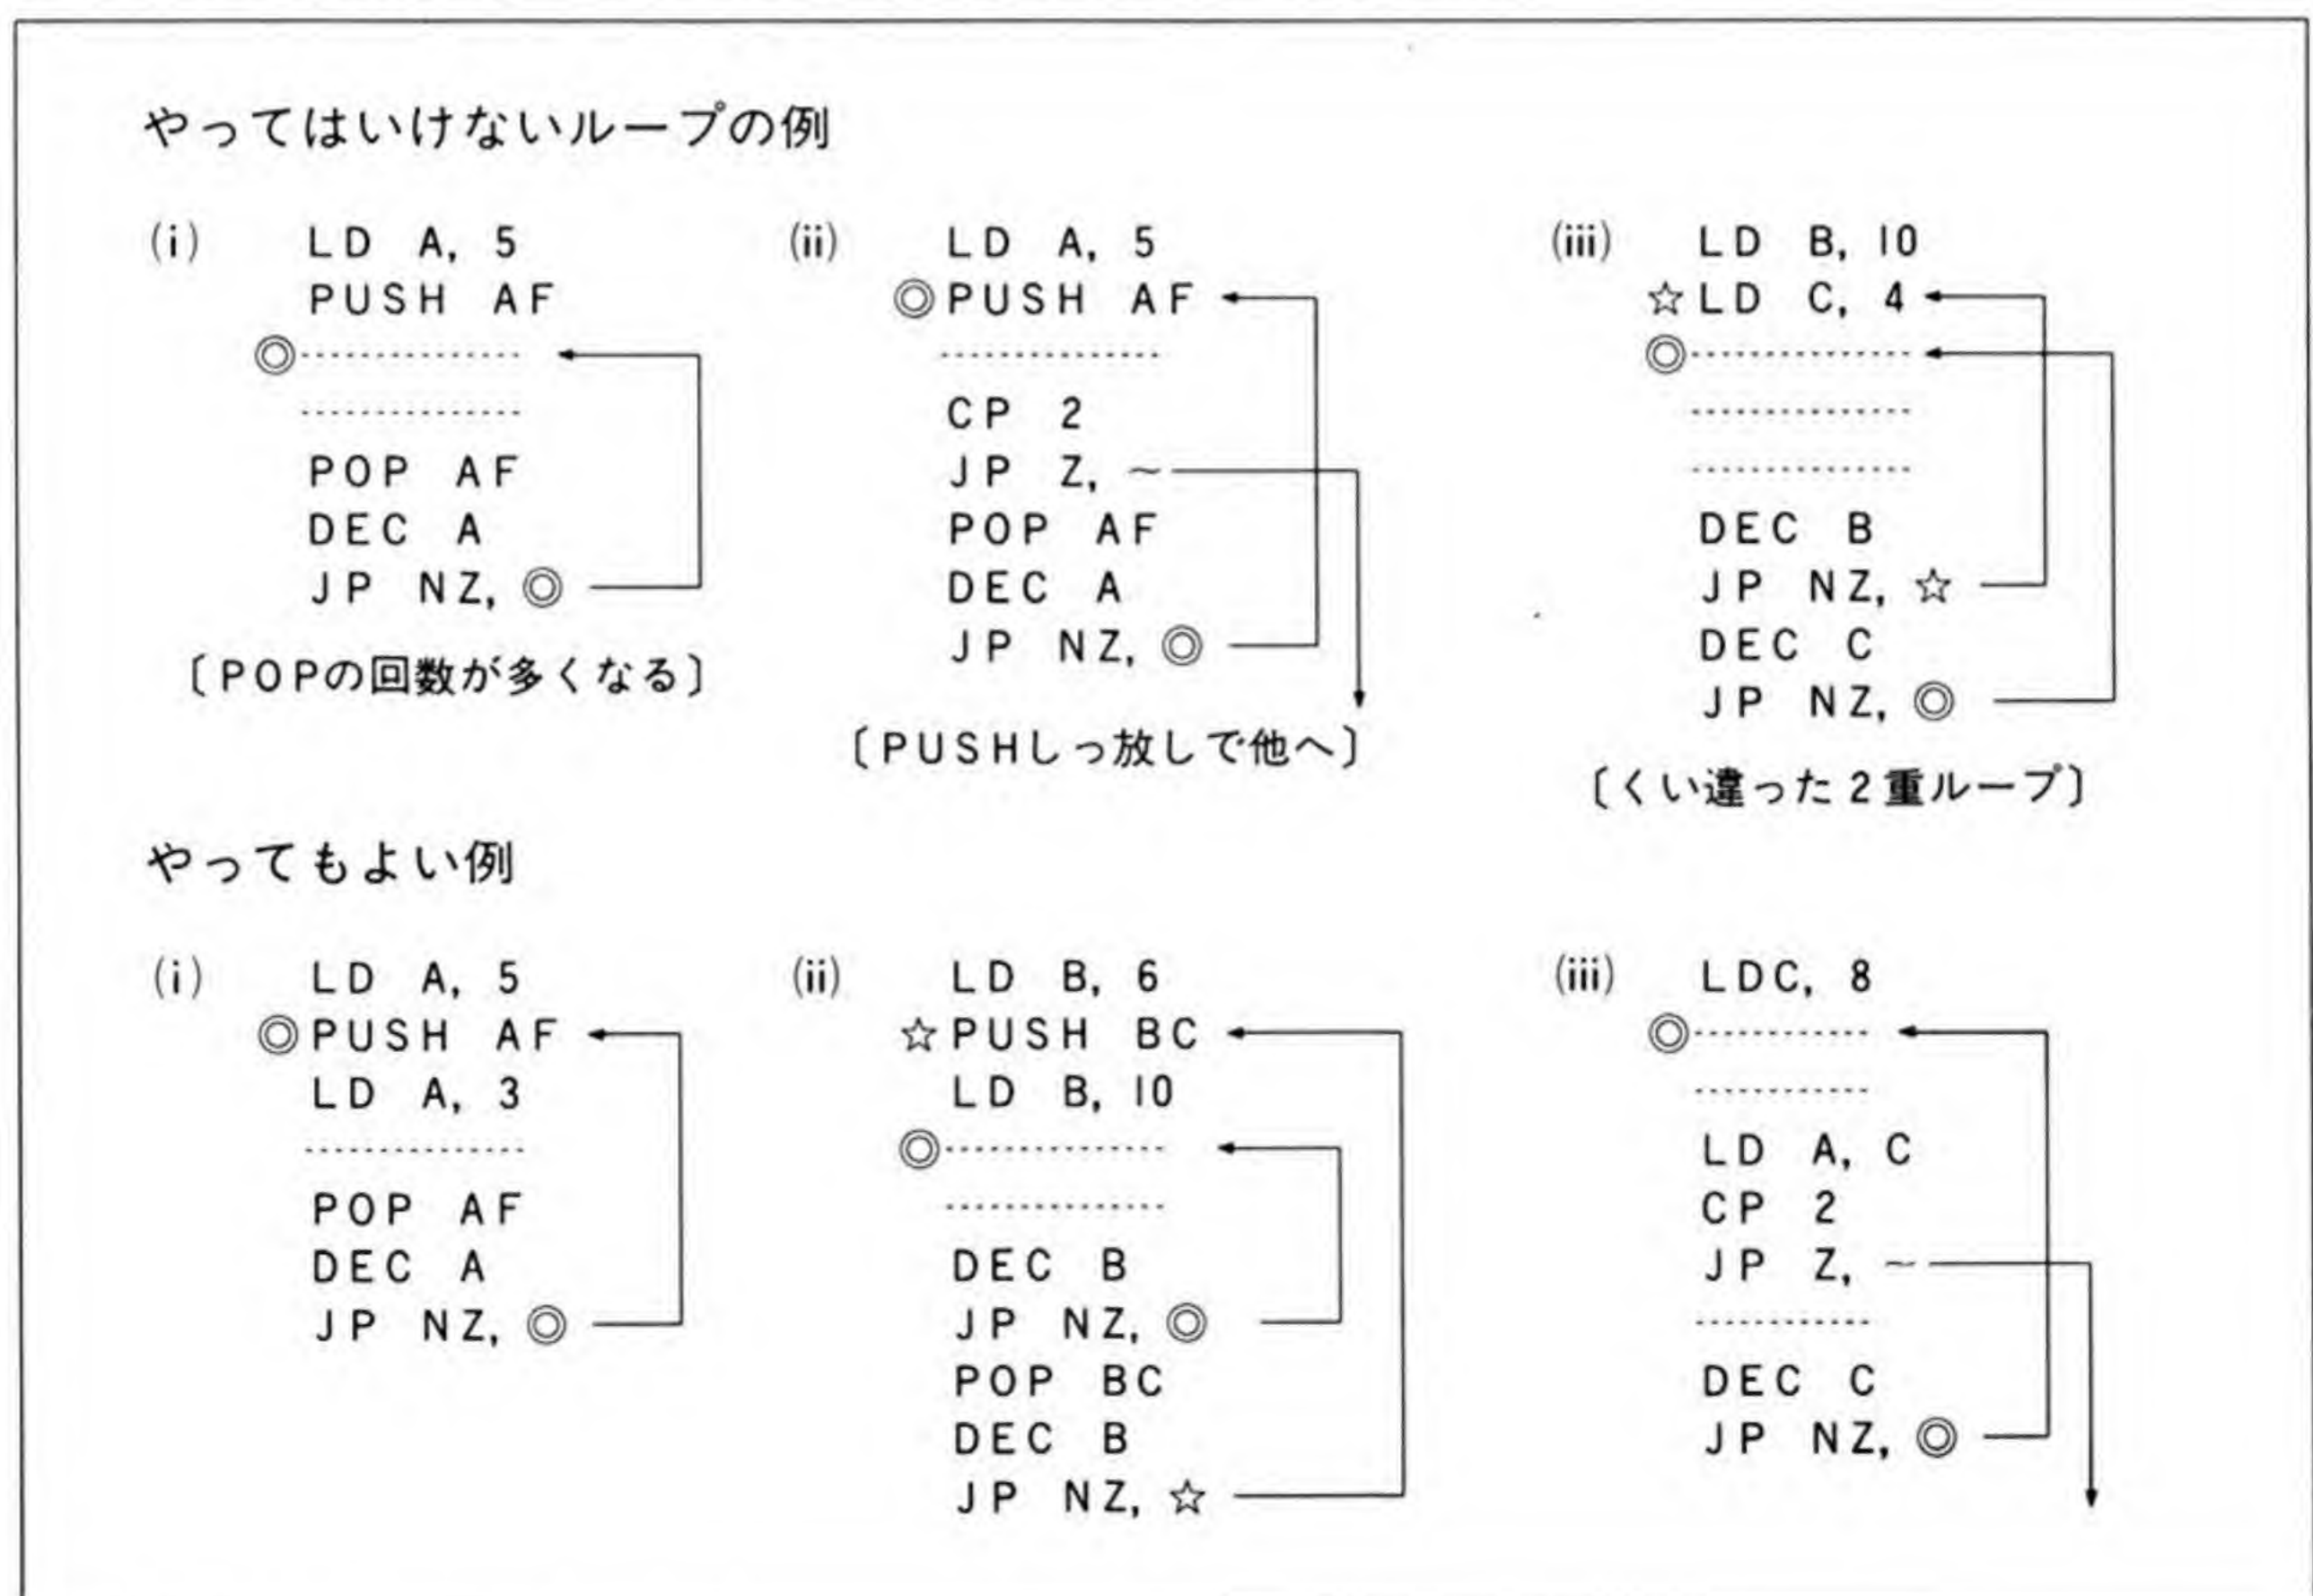 やってはいけないループの例
(i)
LD A, 5
PUSH AF
◎
POP AF
DEC A
JP NZ, ◎
〔POPの回数が多くなる〕
(ii)
LD A, 5
◎PUSH AF
CP 2
JP Z, ~
POP AF
DEC A
JP NZ, ◎
〔PUSHしっ放しで他へ〕
(iii)
LD B, 10
☆LD C, 4
◎
DEC B
JP NZ, ☆
DEC C
JP NZ, ◎
〔くい違った2重ループ〕
やってもよい例
(i)
LD A, 5
◎PUSH AF
LD A, 3
POP AF
DEC A
JP NZ, ◎
(ii)
LD B, 6
☆PUSH BC
LD B, 10
◎
DEC B
JP NZ, ◎
POP BC
DEC B
JP NZ, ☆
(iii)
LDC, 8
◎
LD A, C
CP 2
JP Z, ~
DEC C
JP NZ, ◎